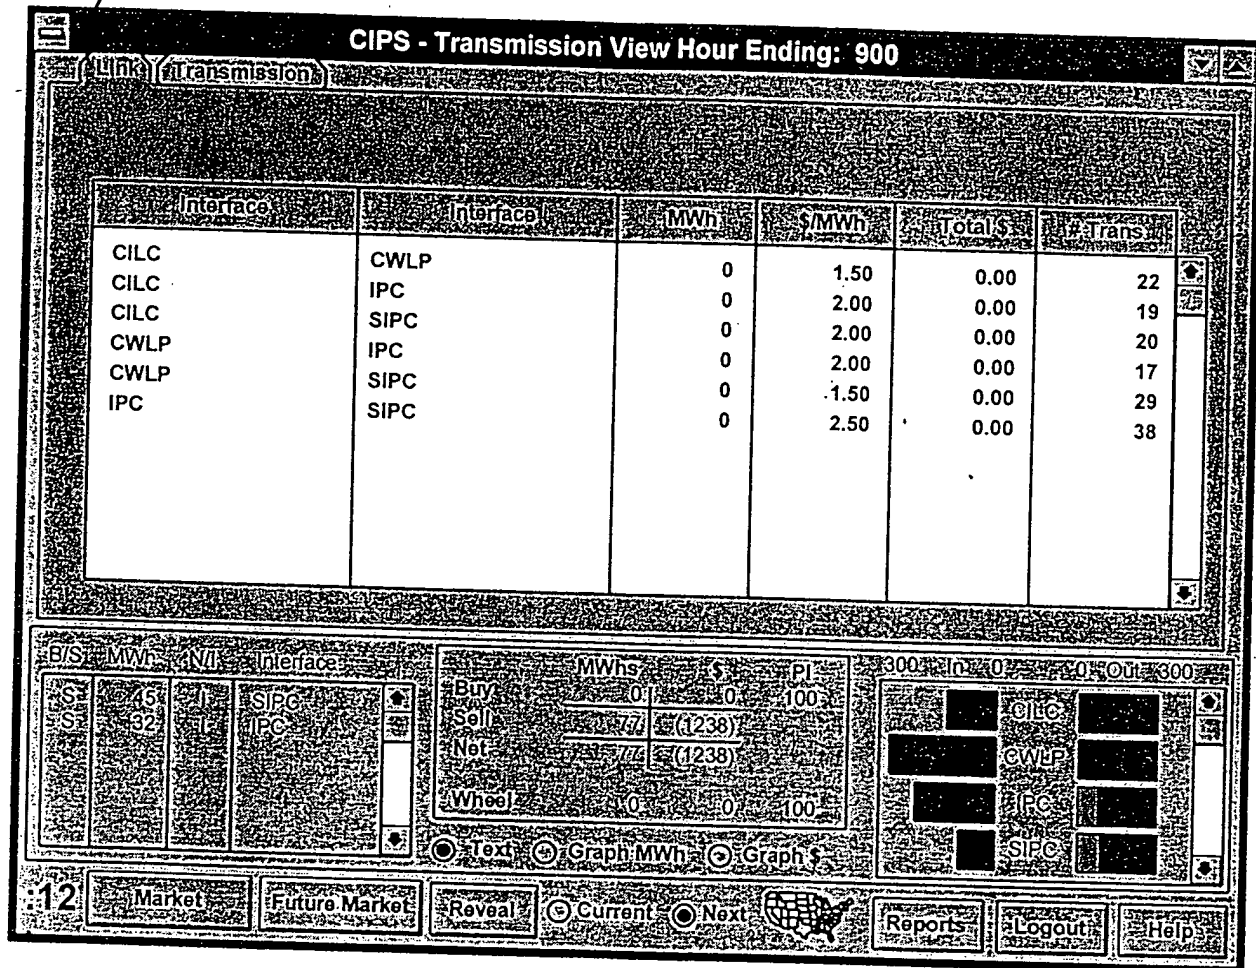 CIPS - Transmission View Hour Ending: 900
Link Transmission
Interface Interface MWh $/MWh Total $ # Trans
CILC CWLP 0 1.50 0.00 22
CILC IPC 0 2.00 0.00 19
CILC SIPC 0 2.00 0.00 20
CWLP IPC 0 2.00 0.00 17
CWLP SIPC 0 1.50 0.00 29
IPC SIPC 0 2.50 0.00 38
B/S MWh N/I Interface
S 45 I SIPC
S 32 I IPC
MWhs $ PI
Buy 0 0 100
Sell 77 (1238)
Net 77 (1238)
Wheel 0 0 100
Text Graph MWh Graph $
300 In 0 0 Out 300
CILC
CWLP
IPC
SIPC
:12 Market Future Market Reveal Current Next Reports Logout Help